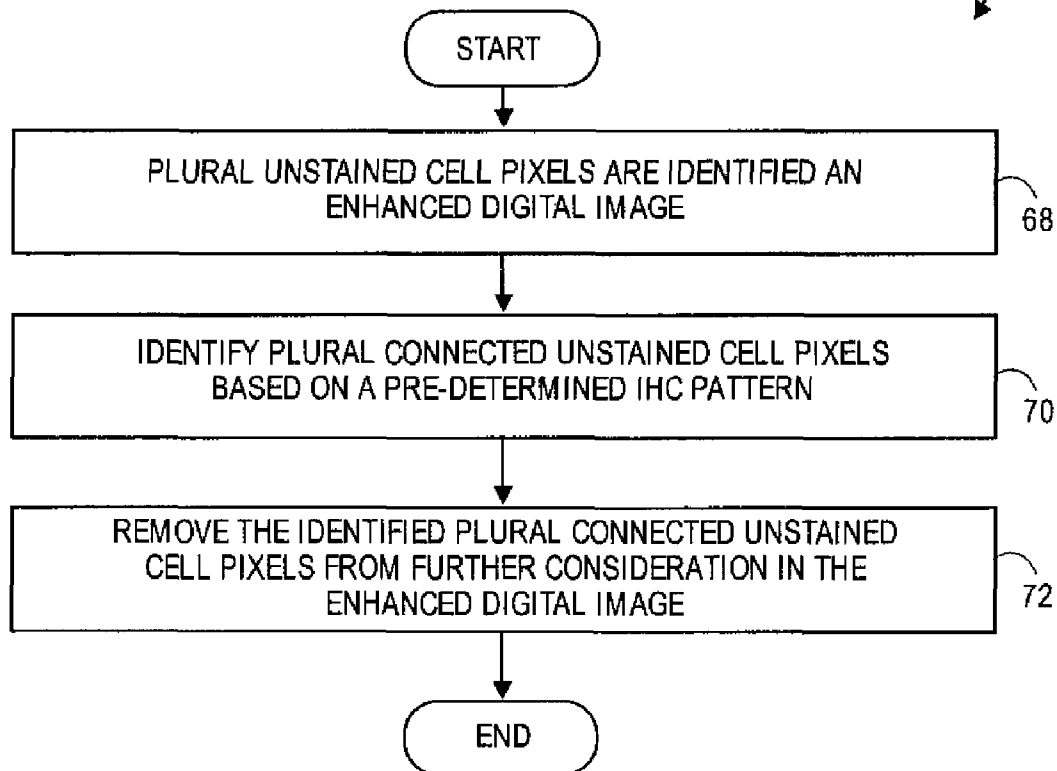 START
PLURAL UNSTAINED CELL PIXELS ARE IDENTIFIED AN
ENHANCED DIGITAL IMAGE
68
IDENTIFY PLURAL CONNECTED UNSTAINED CELL PIXELS
BASED ON A PRE-DETERMINED IHC PATTERN
70
REMOVE THE IDENTIFIED PLURAL CONNECTED UNSTAINED
CELL PIXELS FROM FURTHER CONSIDERATION IN THE
ENHANCED DIGITAL IMAGE
72
END